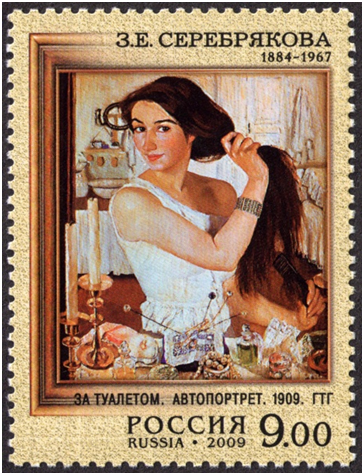 З.Е. СЕРЕБРЯКОВА
1884–1967
ЗА ТУАЛЕТОМ. АВТОПОРТРЕТ. 1909. ГТГ
РОССИЯ
RUSSIA • 2009
9.00